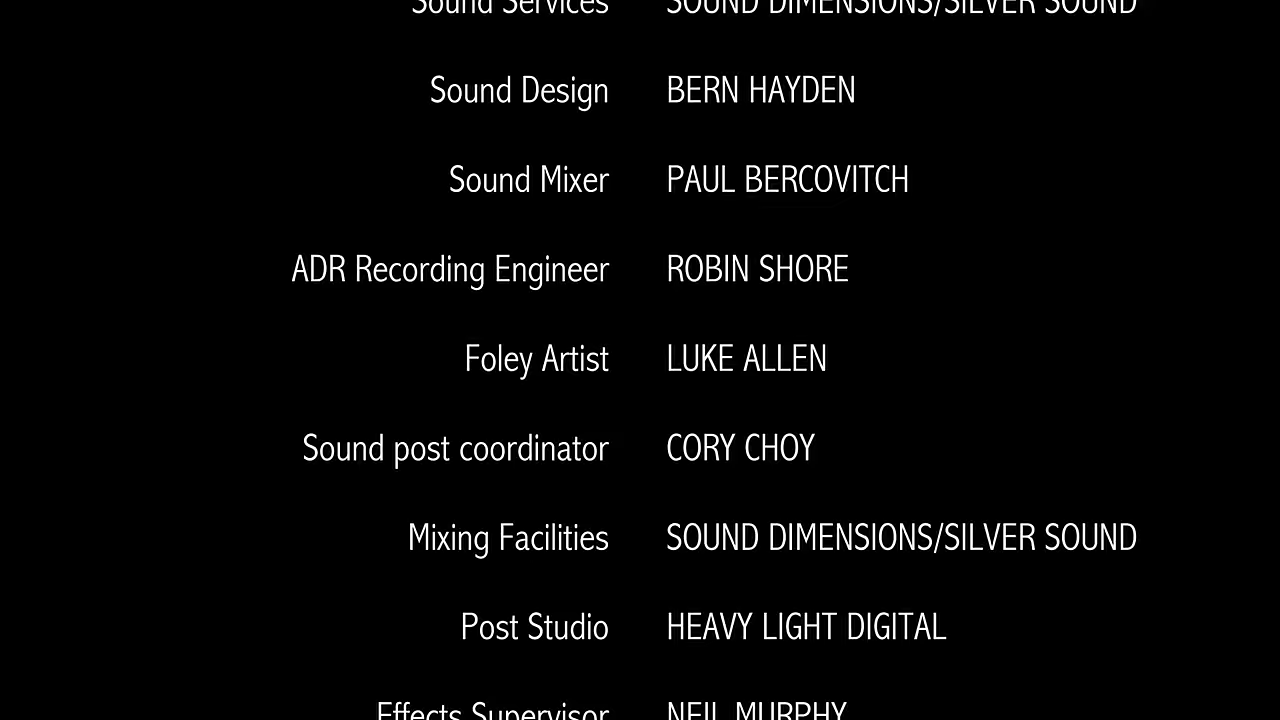 Sound Services SOUND DIMENSIONS/SILVER SOUND
Sound Design BERN HAYDEN
Sound Mixer PAUL BERCOVITCH
ADR Recording Engineer ROBIN SHORE
Foley Artist LUKE ALLEN
Sound post coordinator CORY CHOY
Mixing Facilities SOUND DIMENSIONS/SILVER SOUND
Post Studio HEAVY LIGHT DIGITAL
Effects Supervisor NEIL MURPHY